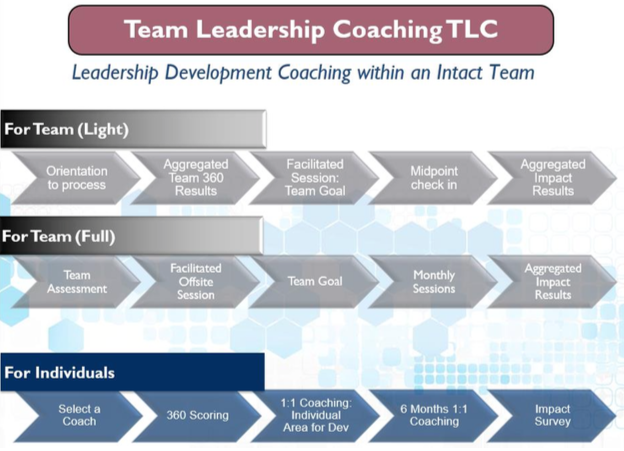 Team Leadership Coaching TLC
Leadership Development Coaching within an Intact Team
For Team (Light)
Orientation
to process
Aggregated
Team 360
Results
Facilitated
Session:
Team Goal
Midpoint
check in
Aggregated
Impact
Results
For Team (Full)
Team
Assessment
Facilitated
Offsite
Session
Team Goal
Monthly
Sessions
Aggregated
Impact
Results
For Individuals
Select a
Coach
360 Scoring
1:1 Coaching:
Individual
Area for Dev
6 Months 1:1
Coaching
Impact
Survey